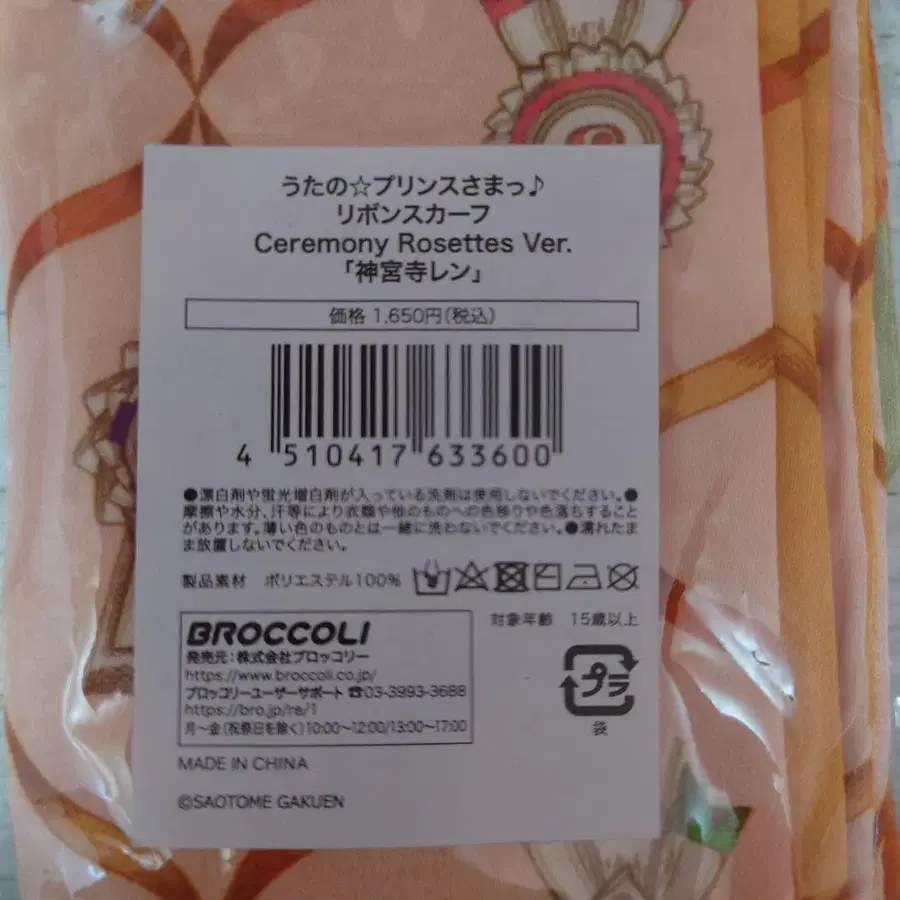 うたの☆プリンスさまっ♪
リボンスカーフ
Ceremony Rosettes Ver.
「神宮寺レン」
価格 1,650円(税込)
4 510417 633600
●漂白剤や蛍光増白剤が入っている洗剤は使用しないでください。●
摩擦や水分、汗等により衣類や他のものへの色移りや色落ちすること
があります。薄い色のものとは一緒に洗わないでください。●濡れたま
ま放置しないでください。
製品素材 ポリエステル100%
対象年齢 15歳以上
BROCCOLI
発売元:株式会社ブロッコリー
https://www.broccoli.co.jp/
ブロッコリーユーザーサポート ☎03-3993-3688
https://bro.jp/re/1
月～金(祝祭日を除く)10:00～12:00/13:00～17:00
プラ
袋
MADE IN CHINA
©SAOTOME GAKUEN